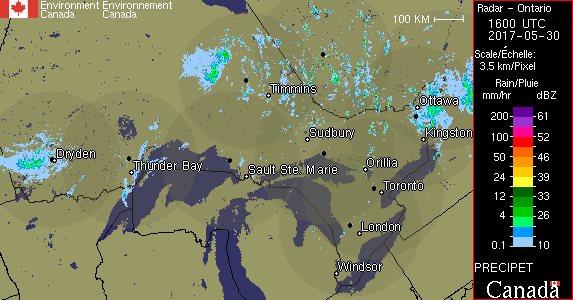 Environment Environnement
Canada Canada
100 KM
Radar - Ontario
1600 UTC
2017-05-30
Scale/Échelle:
3.5 km/Pixel
Rain/Pluie
mm/hr dBZ
200 61
100 52
50 46
24 39
12 33
4 26
0.1 10
PRECIPET
Canada
Timmins
Ottawa
Sudbury
Kingston
Dryden
Thunder Bay
Sault Ste. Marie
Orillia
Toronto
London
Windsor